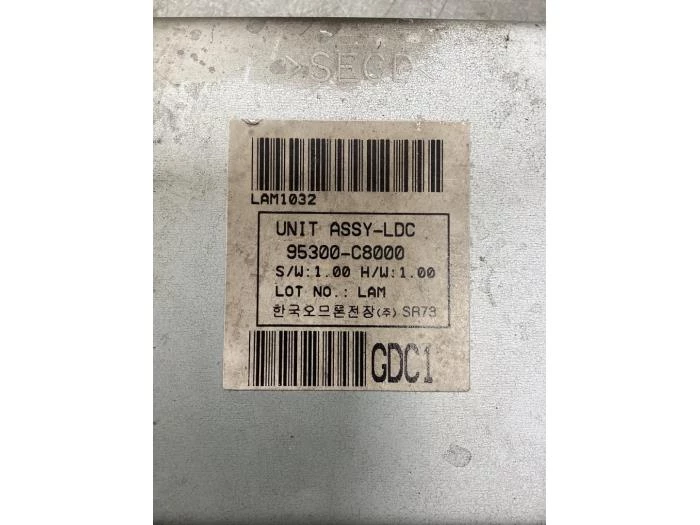 >SECD<
LAM1032
UNIT ASSY-LDC
95300-C8000
S/W:1.00 H/W:1.00
LOT NO.: LAM
한국오므론전장(주) SR73
GDC1